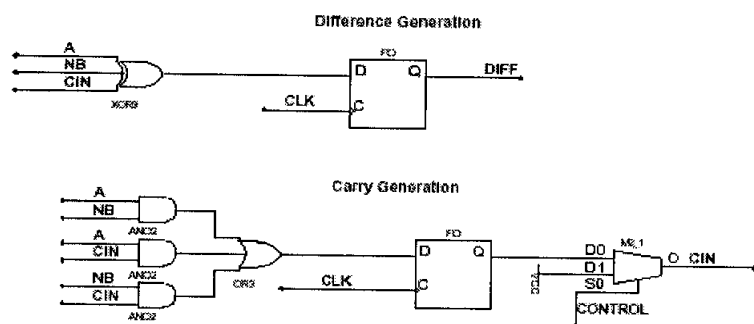 Difference Generation
A
NB
CIN
XOR3
FD
D
Q
C
CLK
DIFF
Carry Generation
A
NB
AND2
A
CIN
AND2
NB
CIN
AND2
OR3
CLK
FD
D
Q
C
D0
D1
S0
M2_1
O
CIN
CONTROL